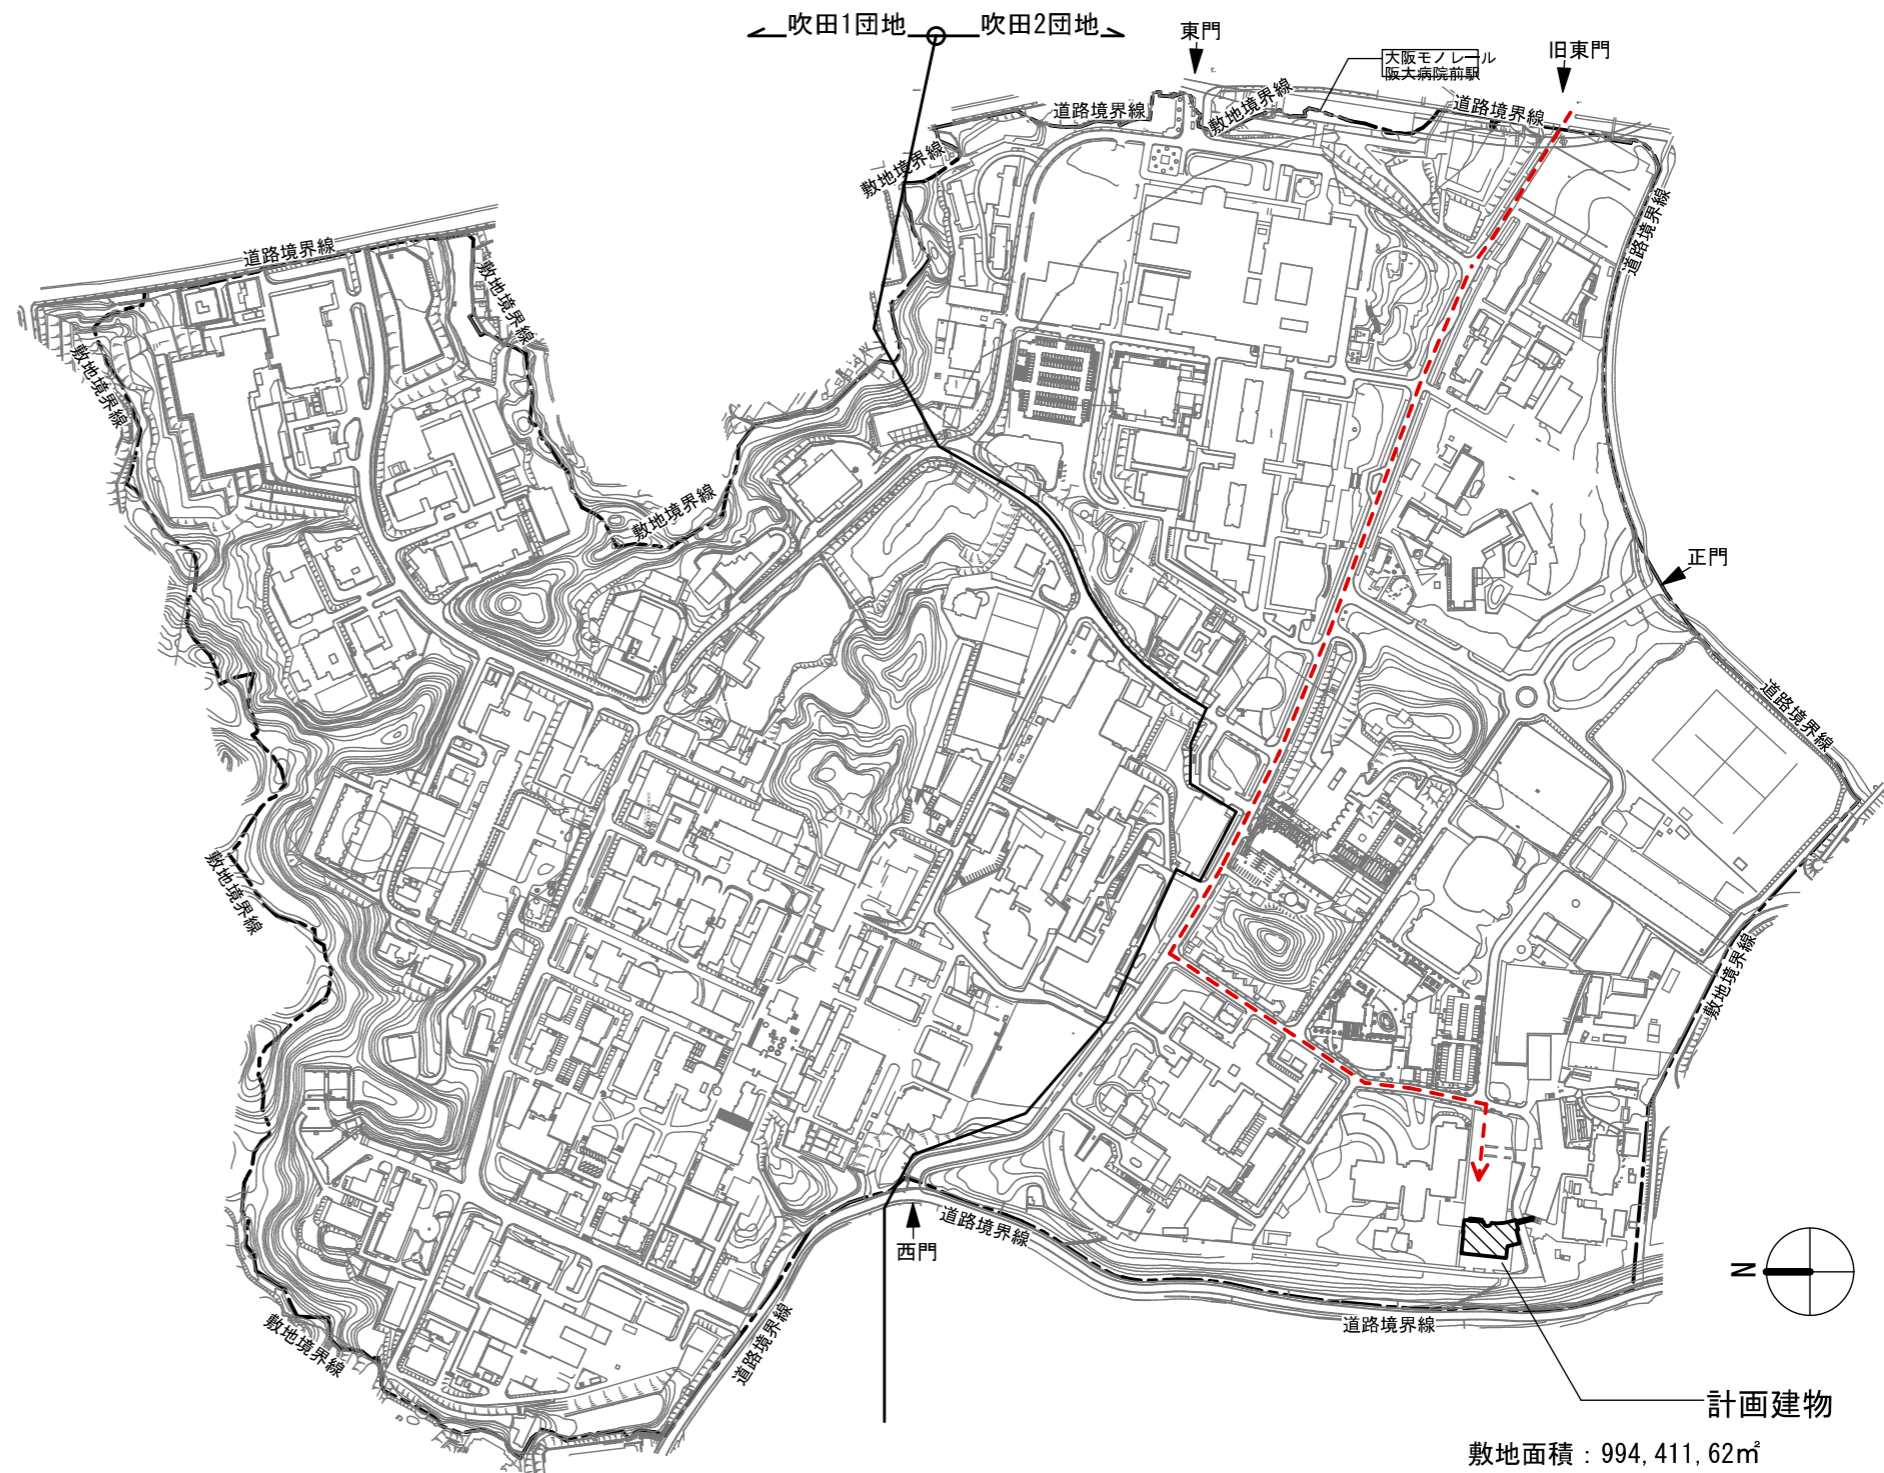 吹田1団地
吹田2団地
東門
旧東門
大阪モノレール
阪大病院前駅
道路境界線
敷地境界線
道路境界線
敷地境界線
道路境界線
道路境界線
敷地境界線
敷地境界線
敷地境界線
正門
道路境界線
敷地境界線
敷地境界線
道路境界線
西門
N
道路境界線
道路境界線
敷地境界線
計画建物
敷地面積：994,411,62㎡